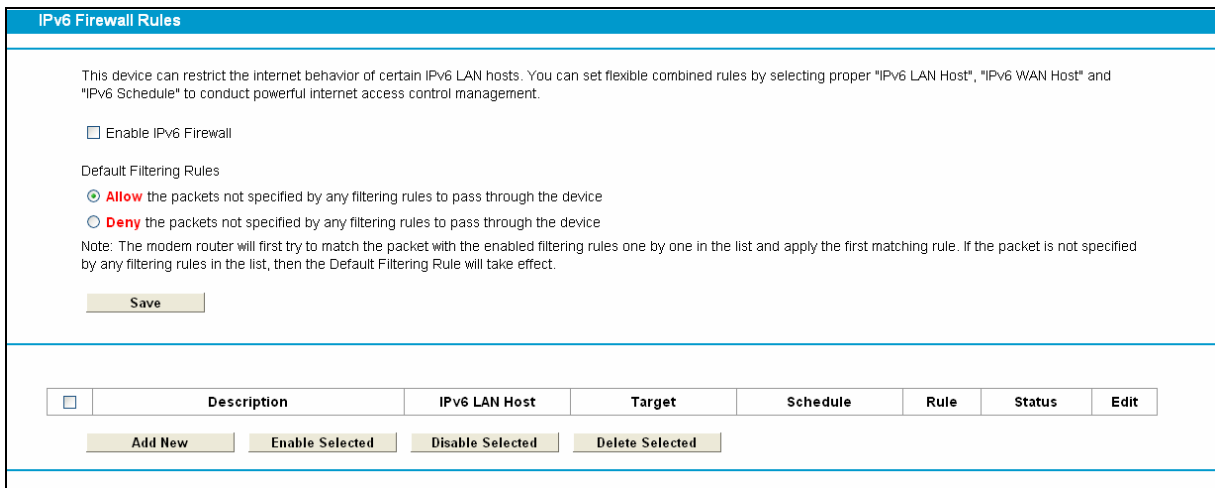 IPv6 Firewall Rules
This device can restrict the internet behavior of certain IPv6 LAN hosts. You can set flexible combined rules by selecting proper "IPv6 LAN Host", "IPv6 WAN Host" and
"IPv6 Schedule" to conduct powerful internet access control management.
Enable IPv6 Firewall
Default Filtering Rules
Allow the packets not specified by any filtering rules to pass through the device
Deny the packets not specified by any filtering rules to pass through the device
Note: The modem router will first try to match the packet with the enabled filtering rules one by one in the list and apply the first matching rule. If the packet is not specified
by any filtering rules in the list, then the Default Filtering Rule will take effect.
Save
Description IPv6 LAN Host Target Schedule Rule Status Edit
Add New Enable Selected Disable Selected Delete Selected